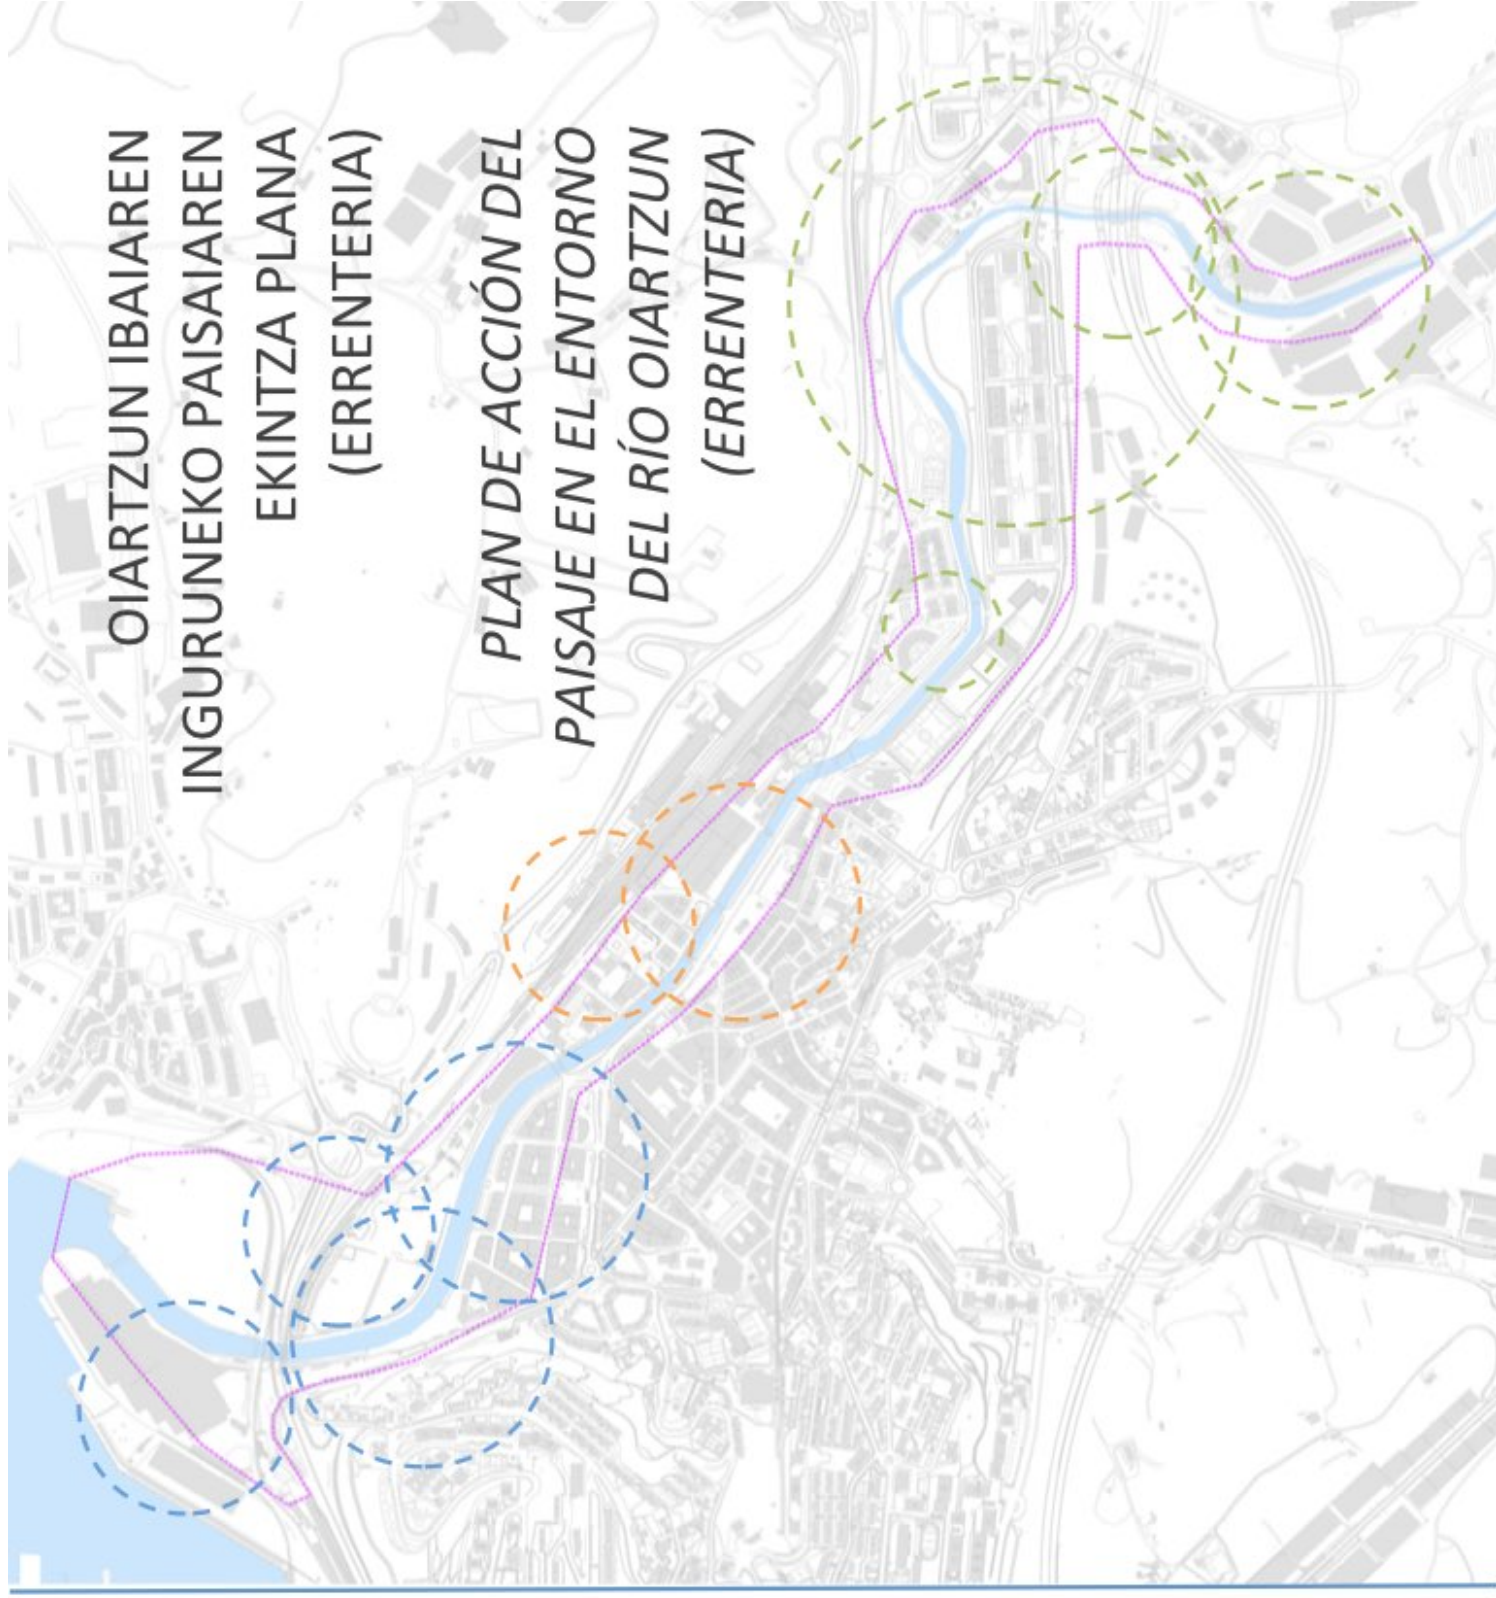 OIARTZUN IBAIAREN
INGURUNEKO PAISAIAREN
EKINTZA PLANA
(ERRENTERIA)
PLAN DE ACCIÓN DEL
PAISAJE EN EL ENTORNO
DEL RÍO OIARTZUN
(ERRENTERIA)